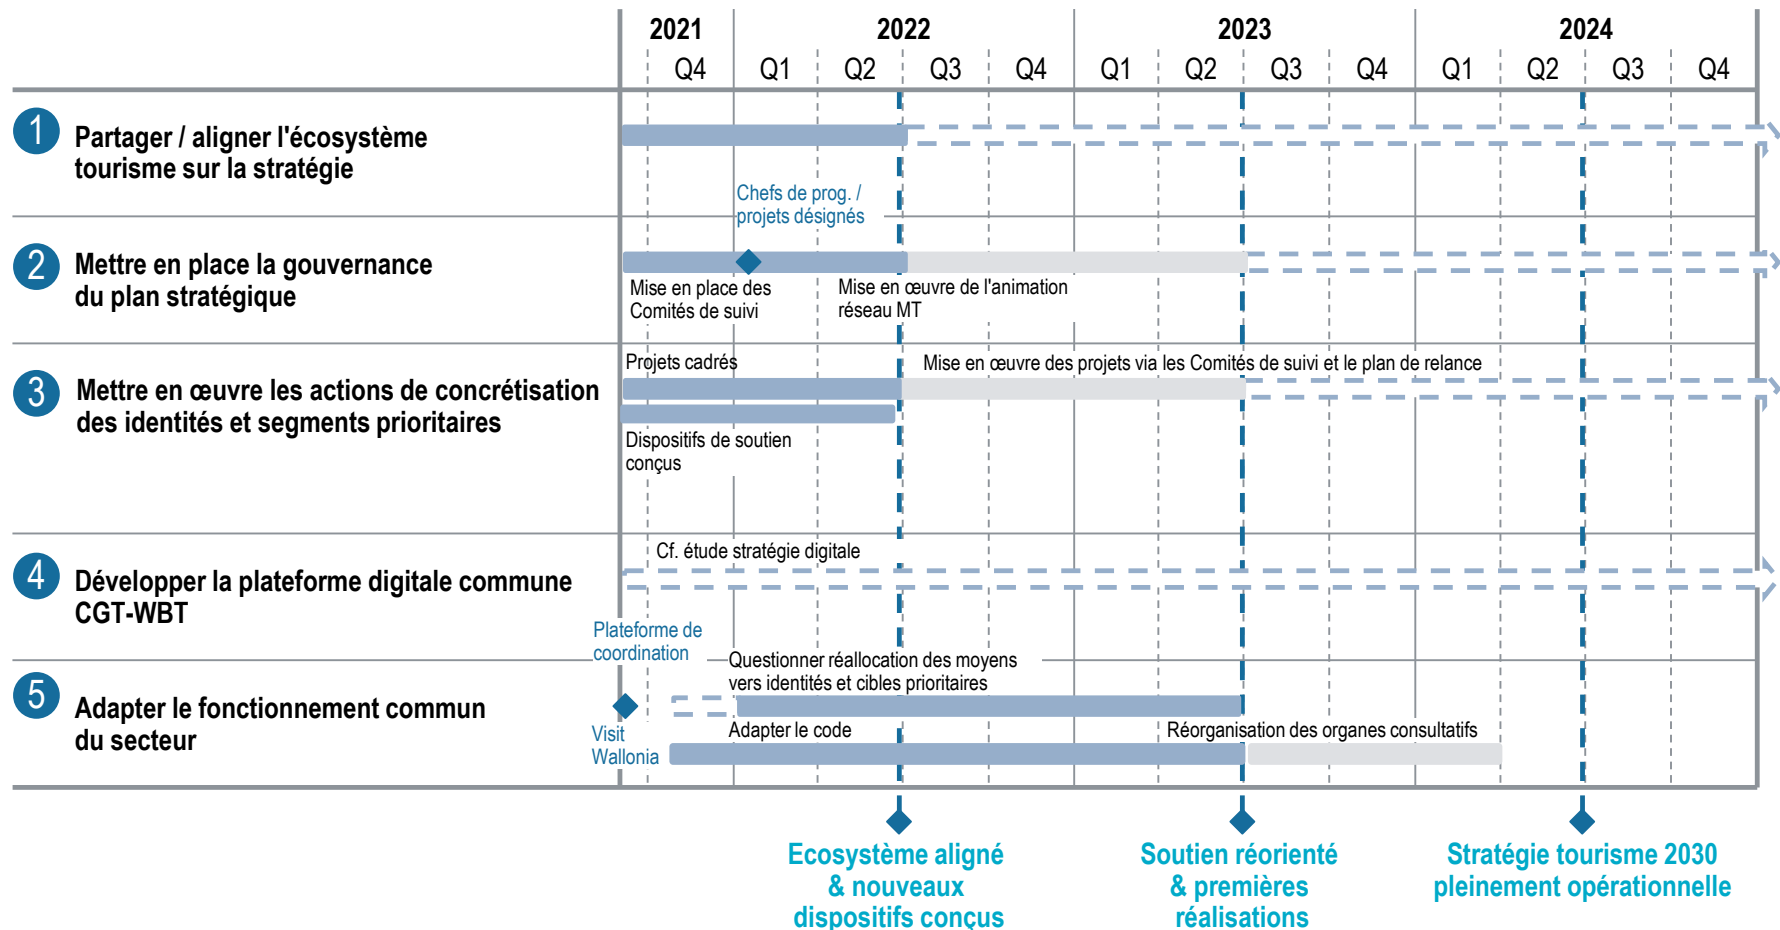 2021
2022
2023
2024
Q4
Q1
Q2
Q3
Q4
Q1
Q2
Q3
Q4
Q1
Q2
Q3
Q4
1
Partager / aligner l'écosystème
tourisme sur la stratégie
Chefs de prog. /
projets désignés
2
Mettre en place la gouvernance
du plan stratégique
Mise en place des
Comités de suivi
Mise en œuvre de l'animation
réseau MT
3
Mettre en œuvre les actions de concrétisation
des identités et segments prioritaires
Projets cadrés
Mise en œuvre des projets via les Comités de suivi et le plan de relance
Dispositifs de soutien
conçus
4
Développer la plateforme digitale commune
CGT-WBT
Cf. étude stratégie digitale
5
Adapter le fonctionnement commun
du secteur
Plateforme de
coordination
Questionner réallocation des moyens
vers identités et cibles prioritaires
Visit
Wallonia
Adapter le code
Réorganisation des organes consultatifs
Ecosystème aligné
& nouveaux
dispositifs conçus
Soutien réorienté
& premières
réalisations
Stratégie tourisme 2030
pleinement opérationnelle